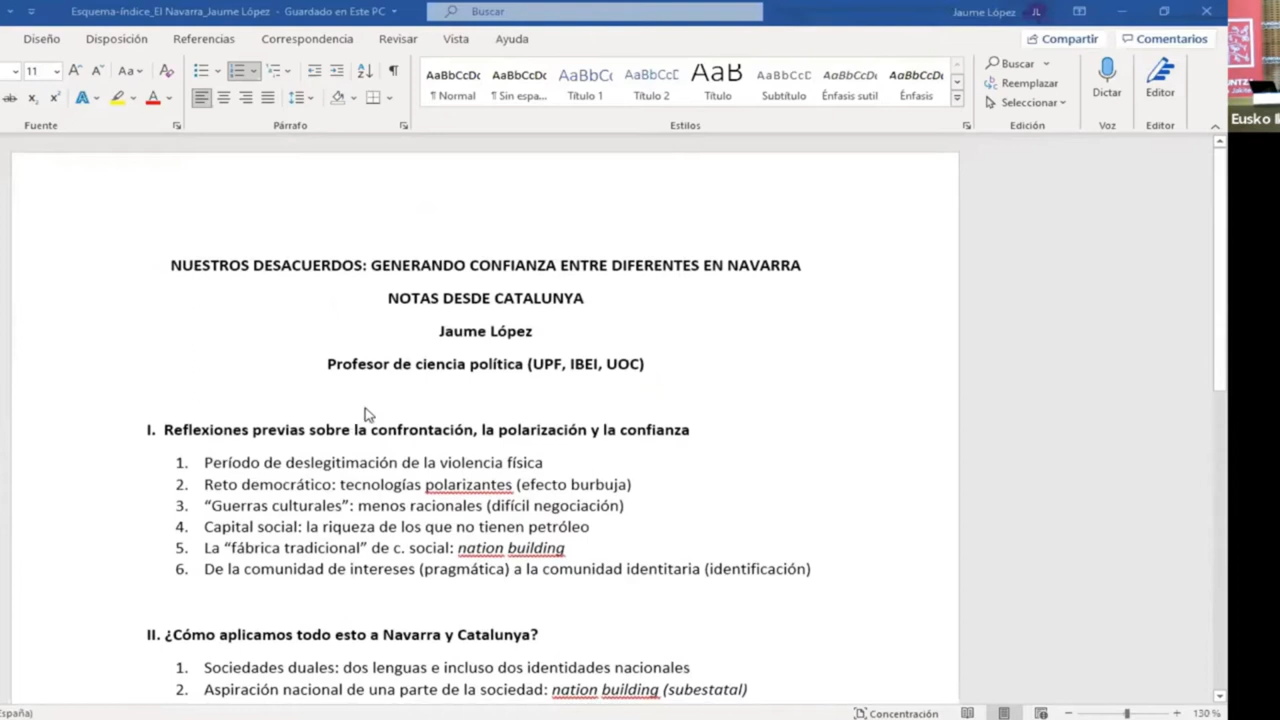 Esquema-índice_El Navarra_Jaume López - Guardado en Este PC
Buscar
Jaume López
JL
Diseño Disposición Referencias Correspondencia Revisar Vista Ayuda
Compartir Comentarios
11
Aa
Fuente
Párrafo
AaBbCcDc
¶ Normal
AaBbCcDc
¶ Sin espa...
AaBbC(
Título 1
AaBbCcC
Título 2
AaB
Título
AaBbCcD
Subtítulo
AaBbCcDc
Énfasis sutil
AaBbCcDc
Énfasis
Estilos
Buscar
Reemplazar
Seleccionar
Edición
Dictar
Voz
Editor
Editor
Eusko
NUESTROS DESACUERDOS: GENERANDO CONFIANZA ENTRE DIFERENTES EN NAVARRA
NOTAS DESDE CATALUNYA
Jaume López
Profesor de ciencia política (UPF, IBEI, UOC)
I. Reflexiones previas sobre la confrontación, la polarización y la confianza
1. Período de deslegitimación de la violencia física
2. Reto democrático: tecnologías polarizantes (efecto burbuja)
3. “Guerras culturales”: menos racionales (difícil negociación)
4. Capital social: la riqueza de los que no tienen petróleo
5. La “fábrica tradicional” de c. social: nation building
6. De la comunidad de intereses (pragmática) a la comunidad identitaria (identificación)
II. ¿Cómo aplicamos todo esto a Navarra y Catalunya?
1. Sociedades duales: dos lenguas e incluso dos identidades nacionales
2. Aspiración nacional de una parte de la sociedad: nation building (subestatal)
España)
Concentración
130 %